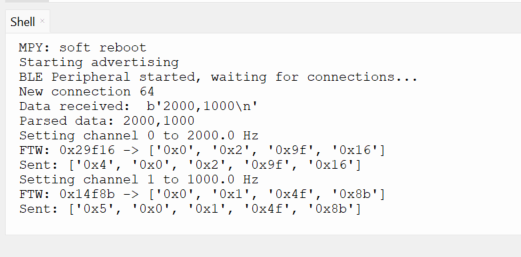 Shell ×
MPY: soft reboot
Starting advertising
BLE Peripheral started, waiting for connections...
New connection 64
Data received:  b'2000,1000\n'
Parsed data: 2000,1000
Setting channel 0 to 2000.0 Hz
FTW: 0x29f16 -> ['0x0', '0x2', '0x9f', '0x16']
Sent: ['0x4', '0x0', '0x2', '0x9f', '0x16']
Setting channel 1 to 1000.0 Hz
FTW: 0x14f8b -> ['0x0', '0x1', '0x4f', '0x8b']
Sent: ['0x5', '0x0', '0x1', '0x4f', '0x8b']